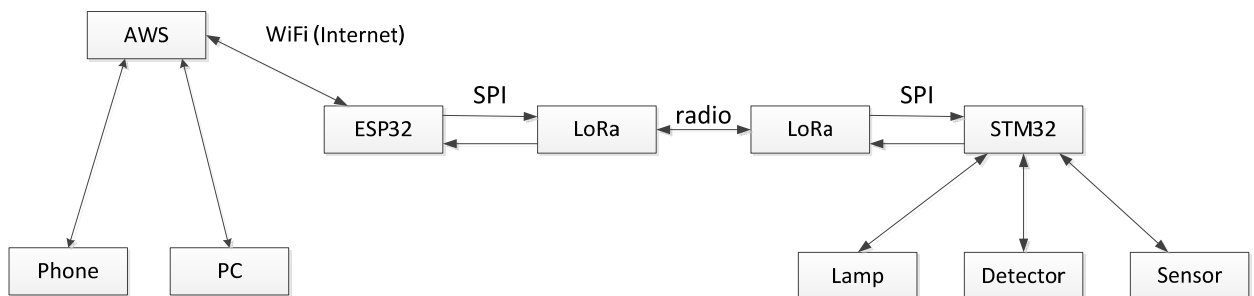 AWS
WiFi (Internet)
SPI
SPI
radio
ESP32
LoRa
LoRa
STM32
Phone
PC
Lamp
Detector
Sensor